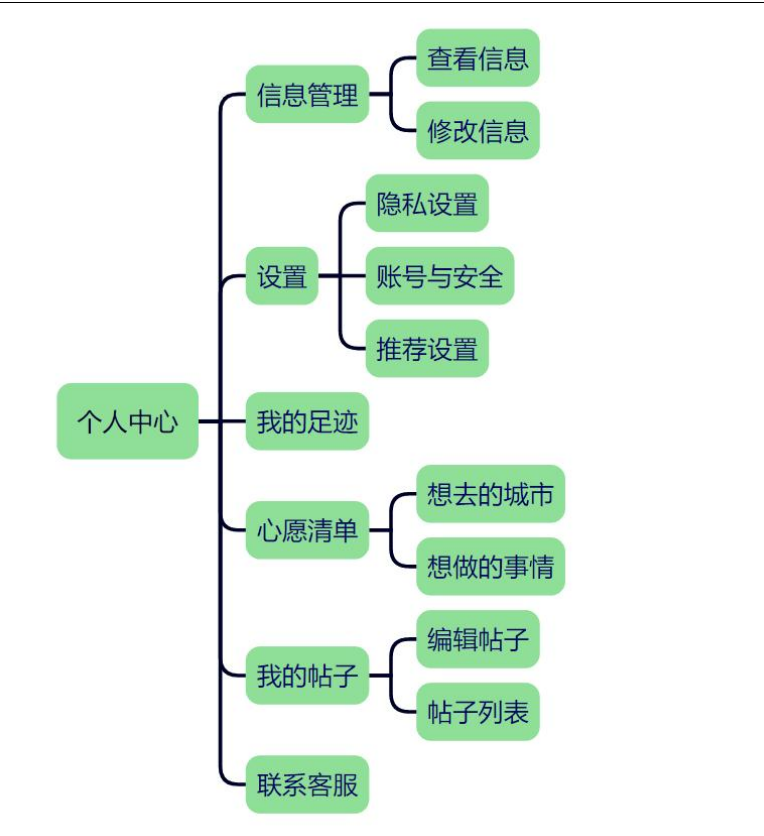 查看信息
信息管理
修改信息
隐私设置
设置
账号与安全
推荐设置
个人中心
我的足迹
想去的城市
心愿清单
想做的事情
编辑帖子
我的帖子
帖子列表
联系客服